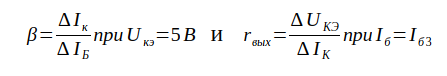 β = ΔIк / ΔIБ при Uкэ = 5 В и rвых = ΔUКЭ / ΔIК при Iб = Iб3